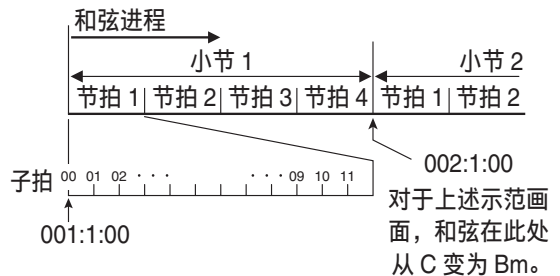 和弦进程
小节 1
小节 2
节拍 1
节拍 2
节拍 3
节拍 4
节拍 1
节拍 2
子拍
00 01 02 · · ·
· · · 09 10 11
001:1:00
002:1:00
对于上述示范画
面，和弦在此处
从 C 变为 Bm。